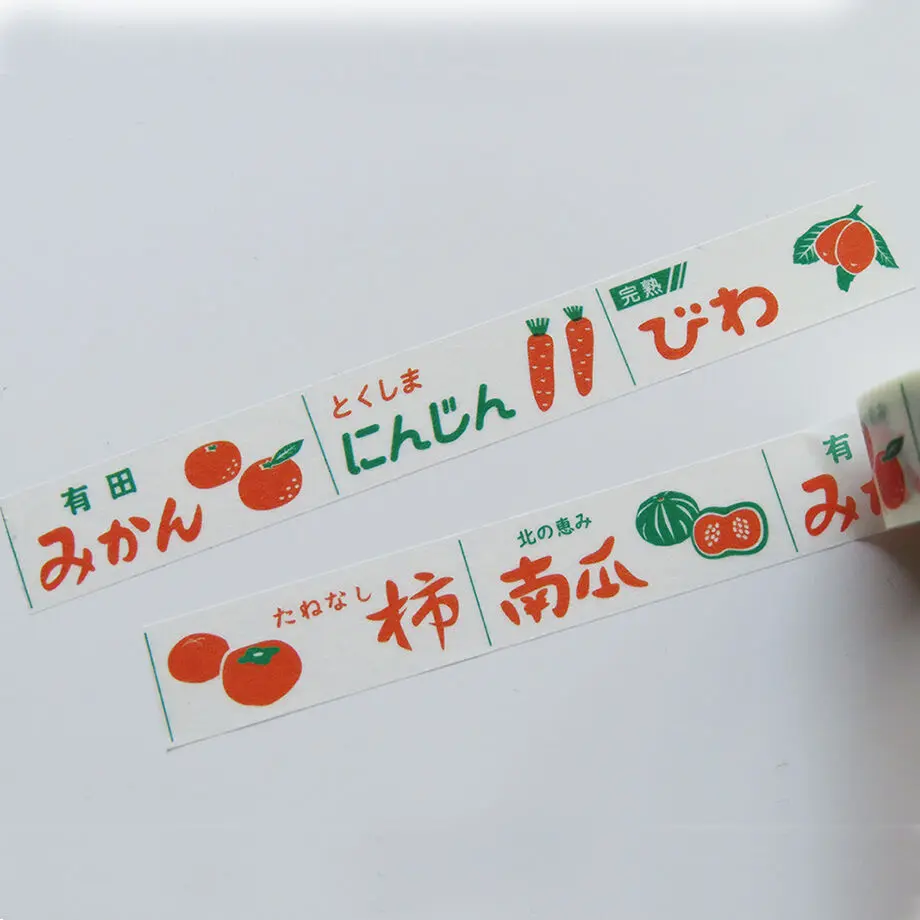 有田
みかん
とくしま
にんじん
完熟
びわ
たねなし
柿
北の恵み
南瓜
有
みか